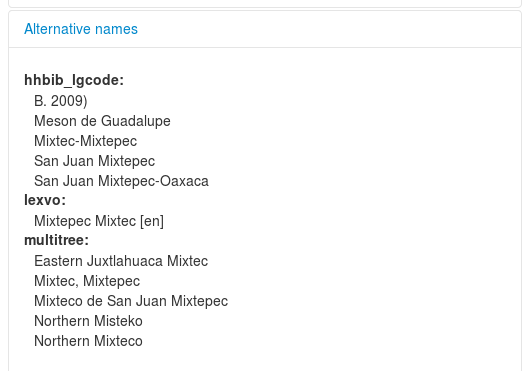 Alternative names
hhbib_lgcode:
B. 2009)
Meson de Guadalupe
Mixtec-Mixtepec
San Juan Mixtepec
San Juan Mixtepec-Oaxaca
lexvo:
Mixtepec Mixtec [en]
multitree:
Eastern Juxtlahuaca Mixtec
Mixtec, Mixtepec
Mixteco de San Juan Mixtepec
Northern Misteko
Northern Mixteco